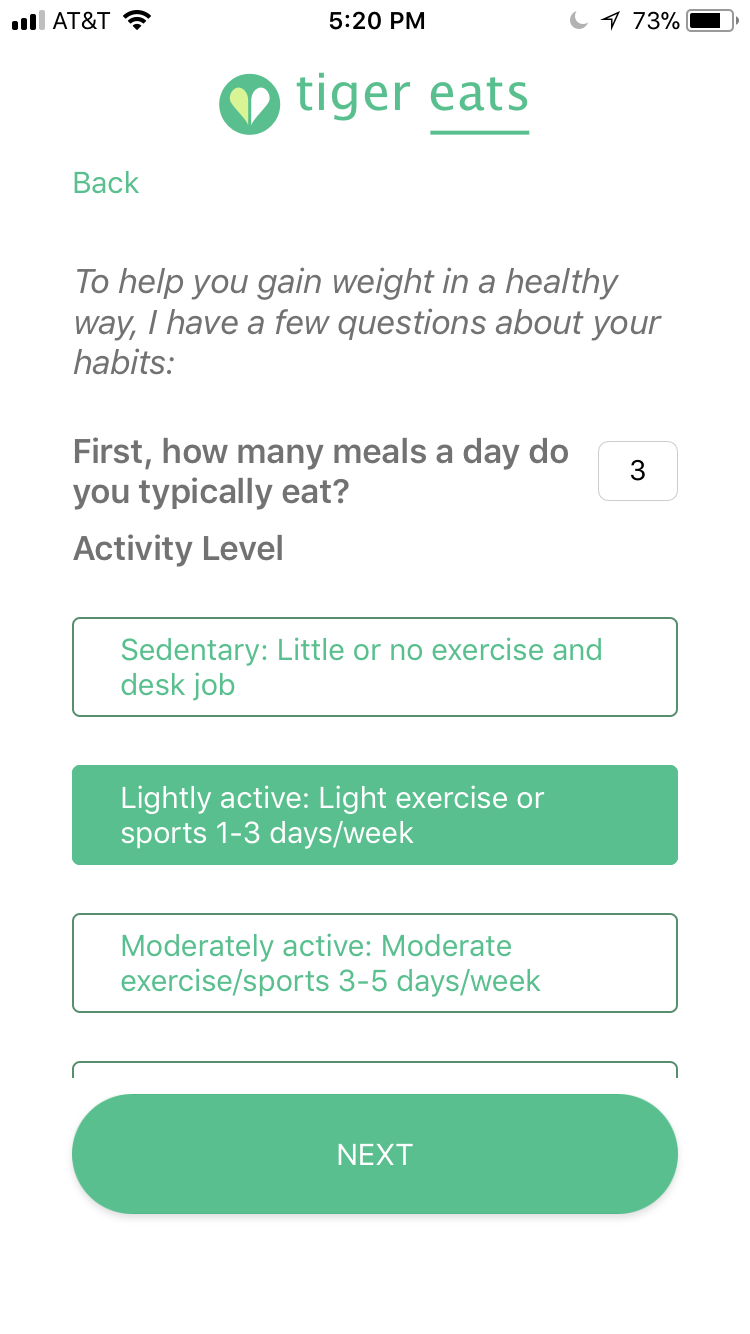 AT&T 5:20 PM 73%
tiger eats
Back
To help you gain weight in a healthy
way, I have a few questions about your
habits:
First, how many meals a day do
you typically eat?
3
Activity Level
Sedentary: Little or no exercise and
desk job
Lightly active: Light exercise or
sports 1-3 days/week
Moderately active: Moderate
exercise/sports 3-5 days/week
NEXT